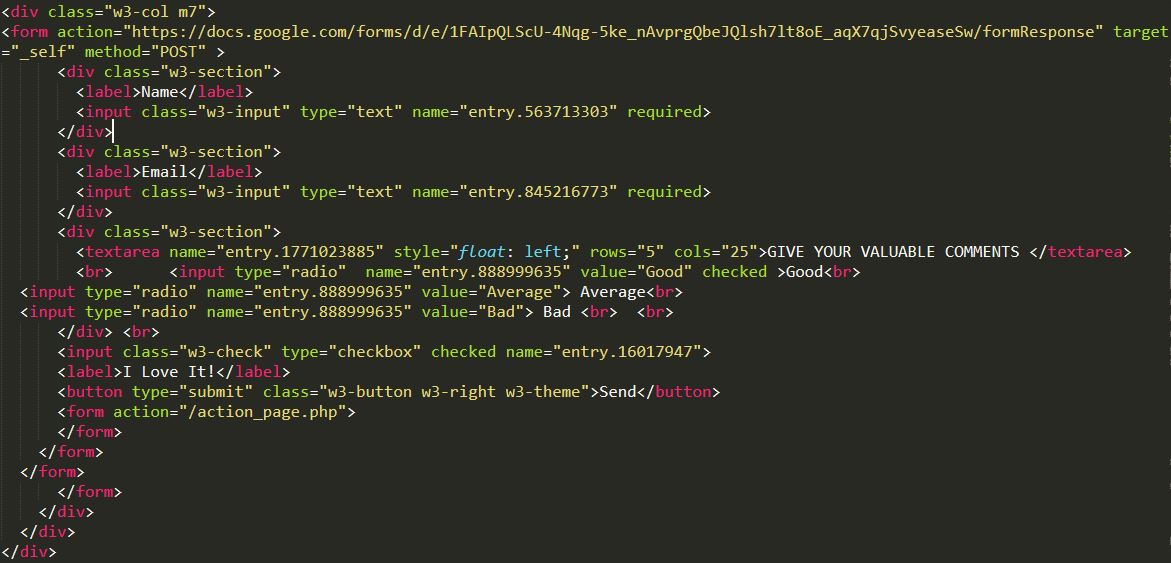 <div class="w3-col m7">
<form action="https://docs.google.com/forms/d/e/1FAIpQLScU-4Nqg-5ke_nAvprgQbeJQlsh7lt8oE_aqX7qjSvyeaseSw/formResponse" target
="_self" method="POST" >
<div class="w3-section">
<label>Name</label>
<input class="w3-input" type="text" name="entry.563713303" required>
</div>
<div class="w3-section">
<label>Email</label>
<input class="w3-input" type="text" name="entry.845216773" required>
</div>
<div class="w3-section">
<textarea name="entry.1771023885" style="float: left;" rows="5" cols="25">GIVE YOUR VALUABLE COMMENTS </textarea>
<br>      <input type="radio"  name="entry.888999635" value="Good" checked >Good<br>
<input type="radio" name="entry.888999635" value="Average"> Average<br>
<input type="radio" name="entry.888999635" value="Bad"> Bad <br>  <br>
</div> <br>
<input class="w3-check" type="checkbox" checked name="entry.16017947">
<label>I Love It!</label>
<button type="submit" class="w3-button w3-right w3-theme">Send</button>
<form action="/action_page.php">
</form>
</form>
</form>
</form>
</div>
</div>
</div>